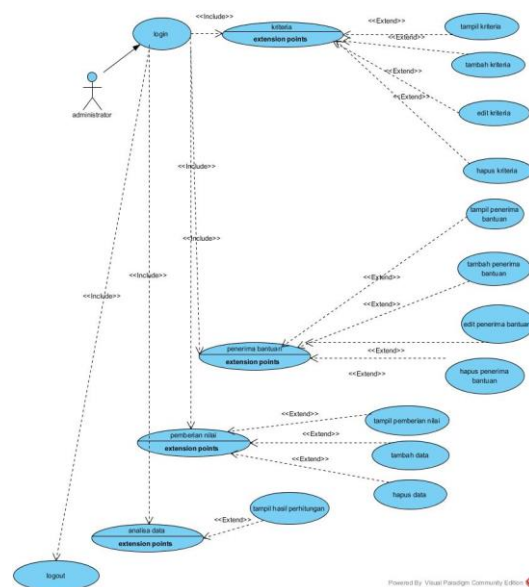 <<Include>>
login
kriteria
extension points
<<Extend>>
tampil kriteria
<<Extend>>
tambah kriteria
<<Extend>>
edit kriteria
<<Extend>>
hapus kriteria
administrator
<<Include>>
<<Include>>
<<Include>>
<<Include>>
tampil penerima
bantuan
<<Extend>>
tambah penerima
bantuan
<<Extend>>
edit penerima bantuan
<<Extend>>
penerima bantuan
extension points
<<Extend>>
hapus penerima
bantuan
pemberian nilai
extension points
<<Extend>>
tampil pemberian nilai
<<Extend>>
tambah data
<<Extend>>
hapus data
analisa data
extension points
<<Extend>>
tampil hasil perhitungan
logout
Powered By Visual Paradigm Community Edition